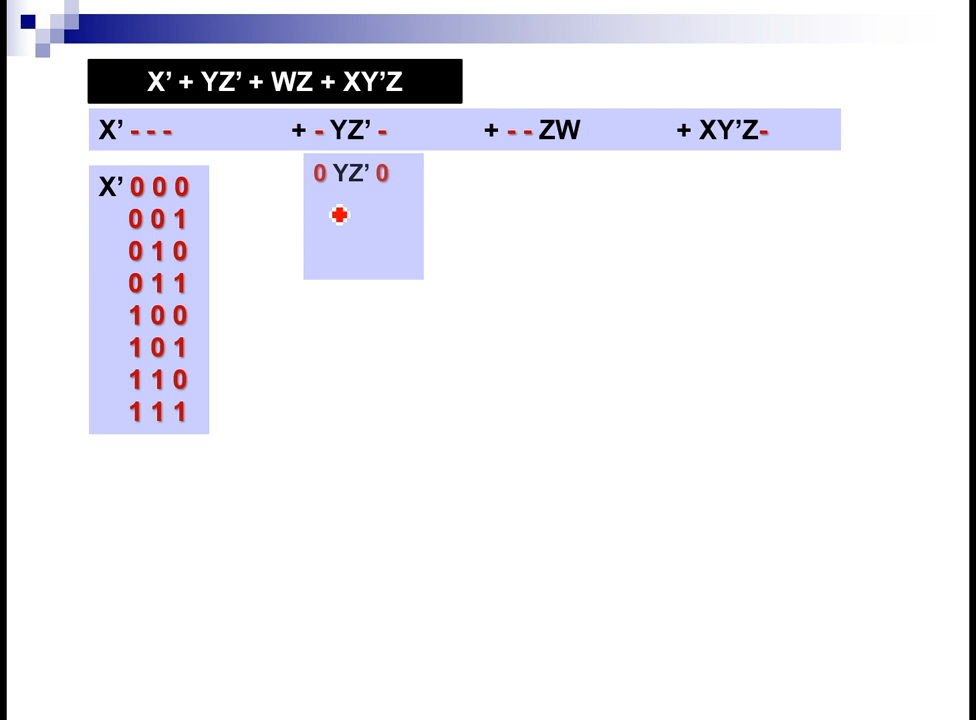 X’ + YZ’ + WZ + XY’Z
X’ - - - + - YZ’ - + - - ZW + XY’Z-
X’ 0 0 0
0 0 1
0 1 0
0 1 1
1 0 0
1 0 1
1 1 0
1 1 1
0 YZ’ 0